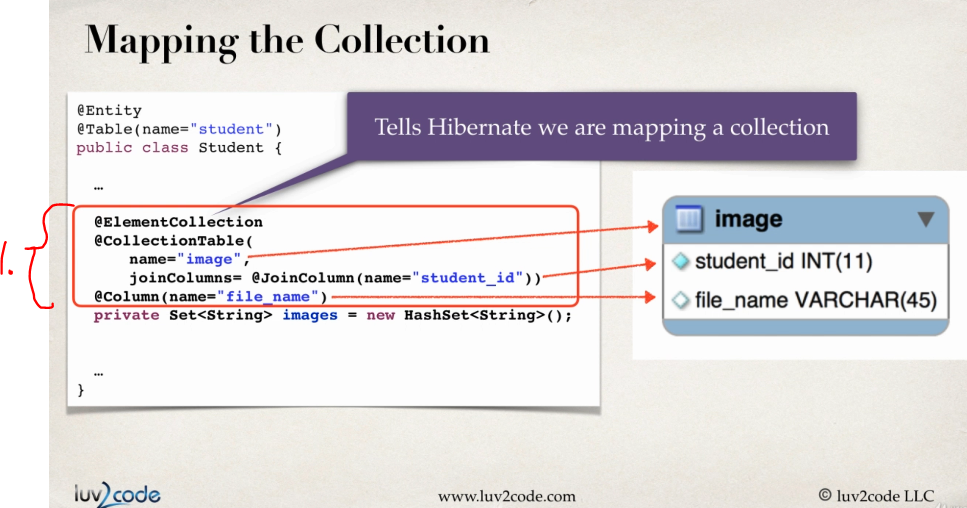 Mapping the Collection
@Entity
@Table(name="student")
public class Student {
…
Tells Hibernate we are mapping a collection
1.
@ElementCollection
@CollectionTable(
name="image",
joinColumns= @JoinColumn(name="student_id"))
@Column(name="file_name")
private Set<String> images = new HashSet<String>();
…
}
image
student_id INT(11)
file_name VARCHAR(45)
luv2code
www.luv2code.com
© luv2code LLC